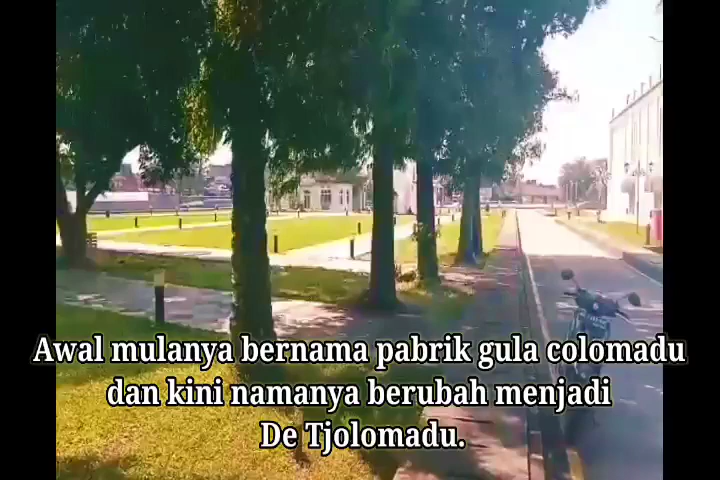 Awal mulanya bernama pabrik gula colomadu
dan kini namanya berubah menjadi
De Tjolomadu.